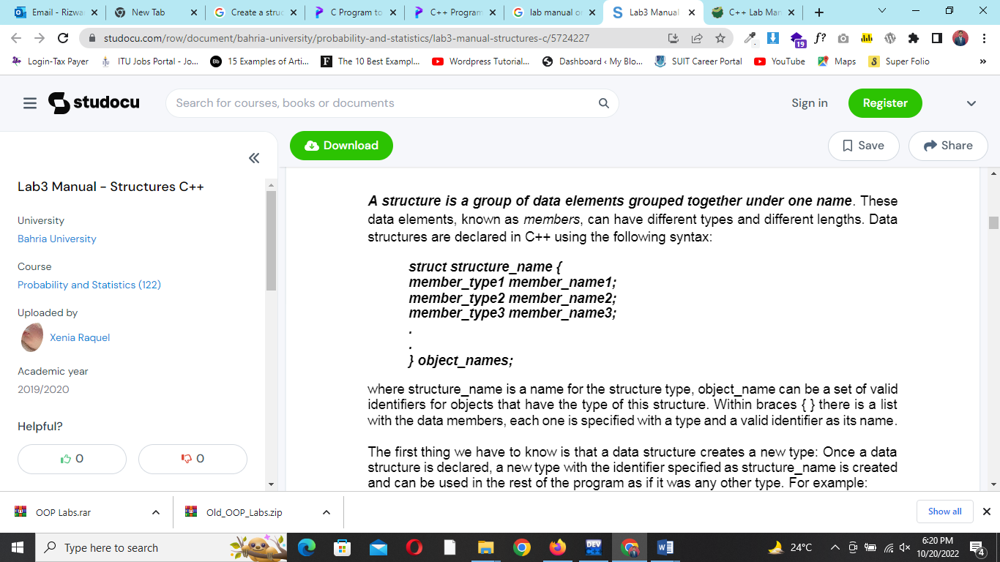 Email - Rizwa
New Tab
Create a struc
C Program to
C++ Program
lab manual o
Lab3 Manual
C++ Lab Man
studocu.com/row/document/bahria-university/probability-and-statistics/lab3-manual-structures-c/5724227
19
f?
Login-Tax Payer
ITU Jobs Portal - Jo...
Bb
15 Examples of Arti...
F
The 10 Best Exampl...
Wordpress Tutorial...
Dashboard ‹ My Blo...
SUIT Career Portal
YouTube
Maps
Super Folio
»
studocu
Search for courses, books or documents
Sign in
Register
Download
Save
Share
Lab3 Manual - Structures C++
University
Bahria University
Course
Probability and Statistics (122)
Uploaded by
Xenia Raquel
Academic year
2019/2020
Helpful?
0
0
A structure is a group of data elements grouped together under one name. These
data elements, known as members, can have different types and different lengths. Data
structures are declared in C++ using the following syntax:
struct structure_name {
member_type1 member_name1;
member_type2 member_name2;
member_type3 member_name3;
.
.
} object_names;
where structure_name is a name for the structure type, object_name can be a set of valid
identifiers for objects that have the type of this structure. Within braces { } there is a list
with the data members, each one is specified with a type and a valid identifier as its name.
The first thing we have to know is that a data structure creates a new type: Once a data
structure is declared, a new type with the identifier specified as structure_name is created
and can be used in the rest of the program as if it was any other type. For example:
OOP Labs.rar
Old_OOP_Labs.zip
Show all
Type here to search
DEV
24°C
6:20 PM
10/20/2022
4